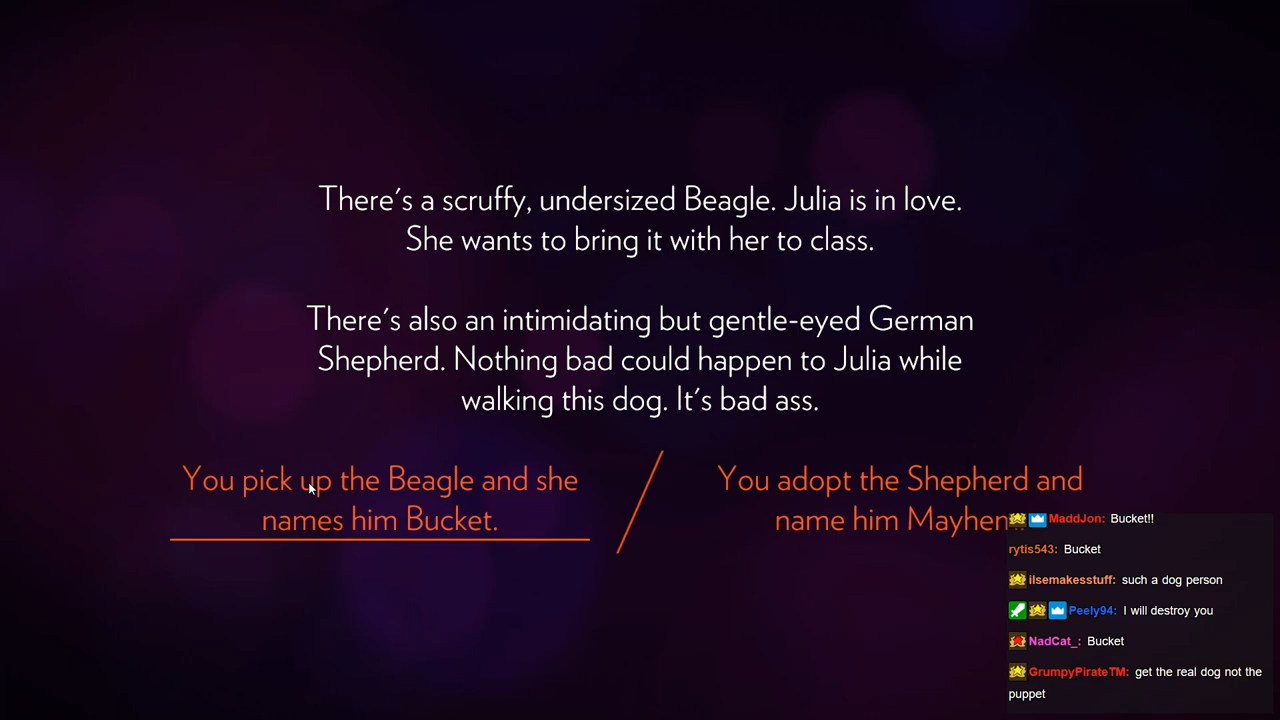 There's a scruffy, undersized Beagle. Julia is in love.
She wants to bring it with her to class.
There's also an intimidating but gentle-eyed German
Shepherd. Nothing bad could happen to Julia while
walking this dog. It's bad ass.
You pick up the Beagle and she
names him Bucket.
You adopt the Shepherd and
name him
MaddJon: Bucket!!
rytis543: Bucket
ilsemakesstuff: such a dog person
Peely94: I will destroy you
NadCat_: Bucket
GrumpyPirateTM: get the real dog not the
puppet